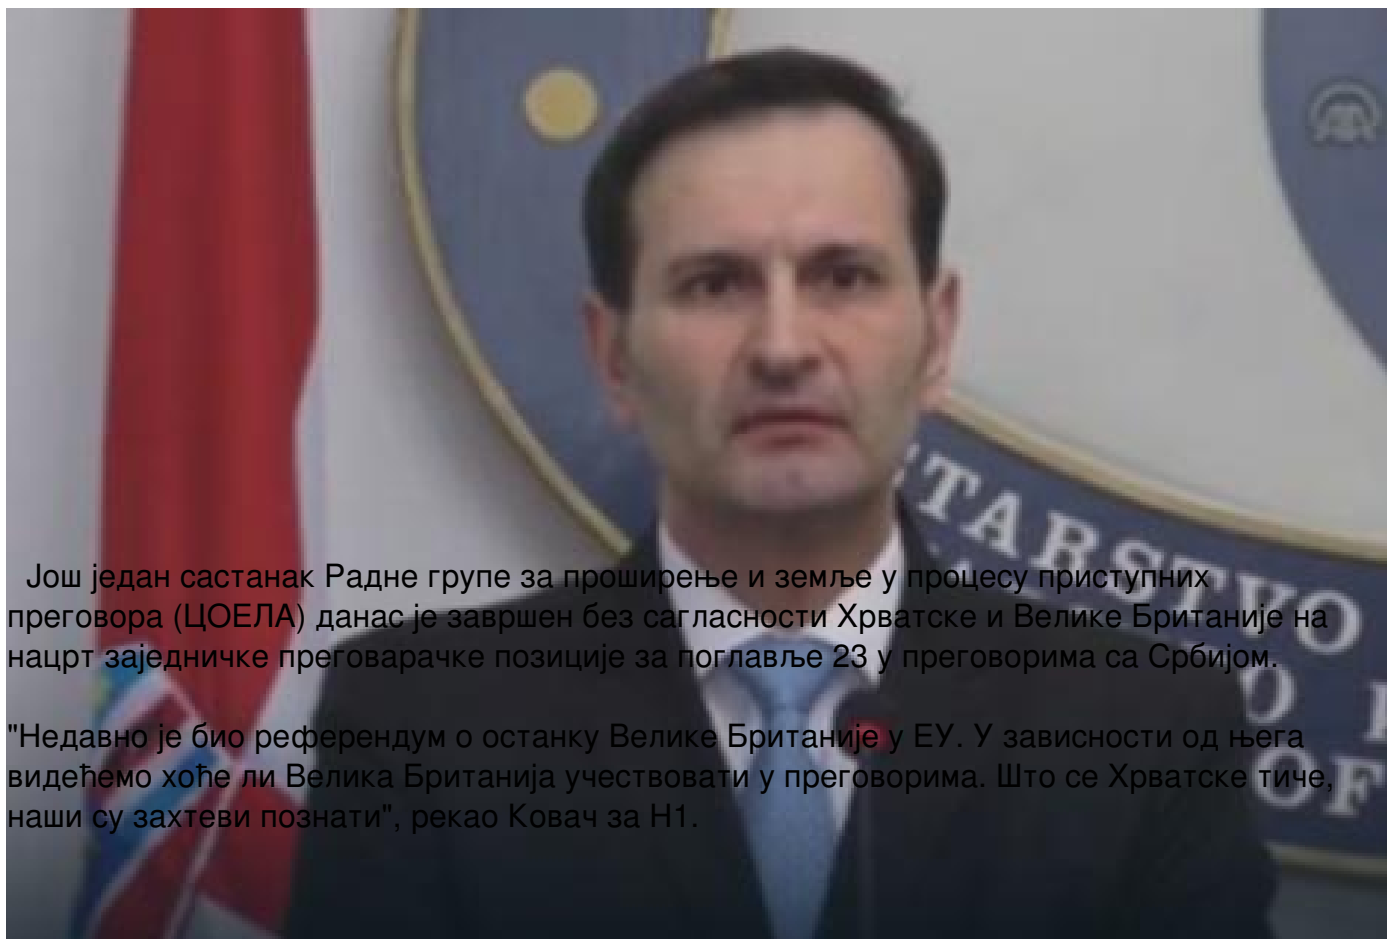 STARSTVO
O
OF
Још један састанак Радне групе за проширење и земље у процесу приступних
преговора (ЦОЕЛА) данас је завршен без сагласности Хрватске и Велике Британије на
нацрт заједничке преговарачке позиције за поглавље 23 у преговорима са Србијом.
"Недавно је био референдум о останку Велике Британије у ЕУ. У зависности од њега
видећемо хоће ли Велика Британија учествовати у преговорима. Што се Хрватске тиче,
наши су захтеви познати", рекао Ковач за Н1.